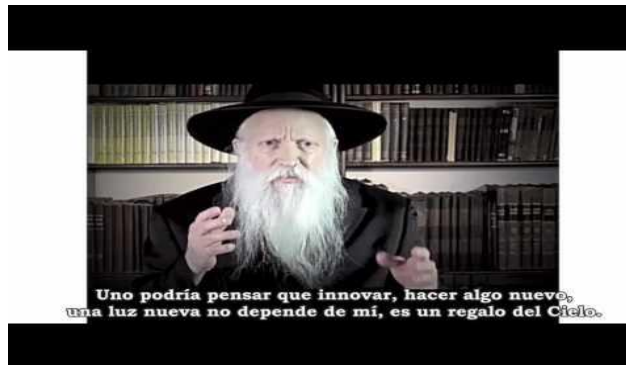 Uno podría pensar que innovar, hacer algo nuevo,
una luz nueva no depende de mí, es un regalo del Cielo.